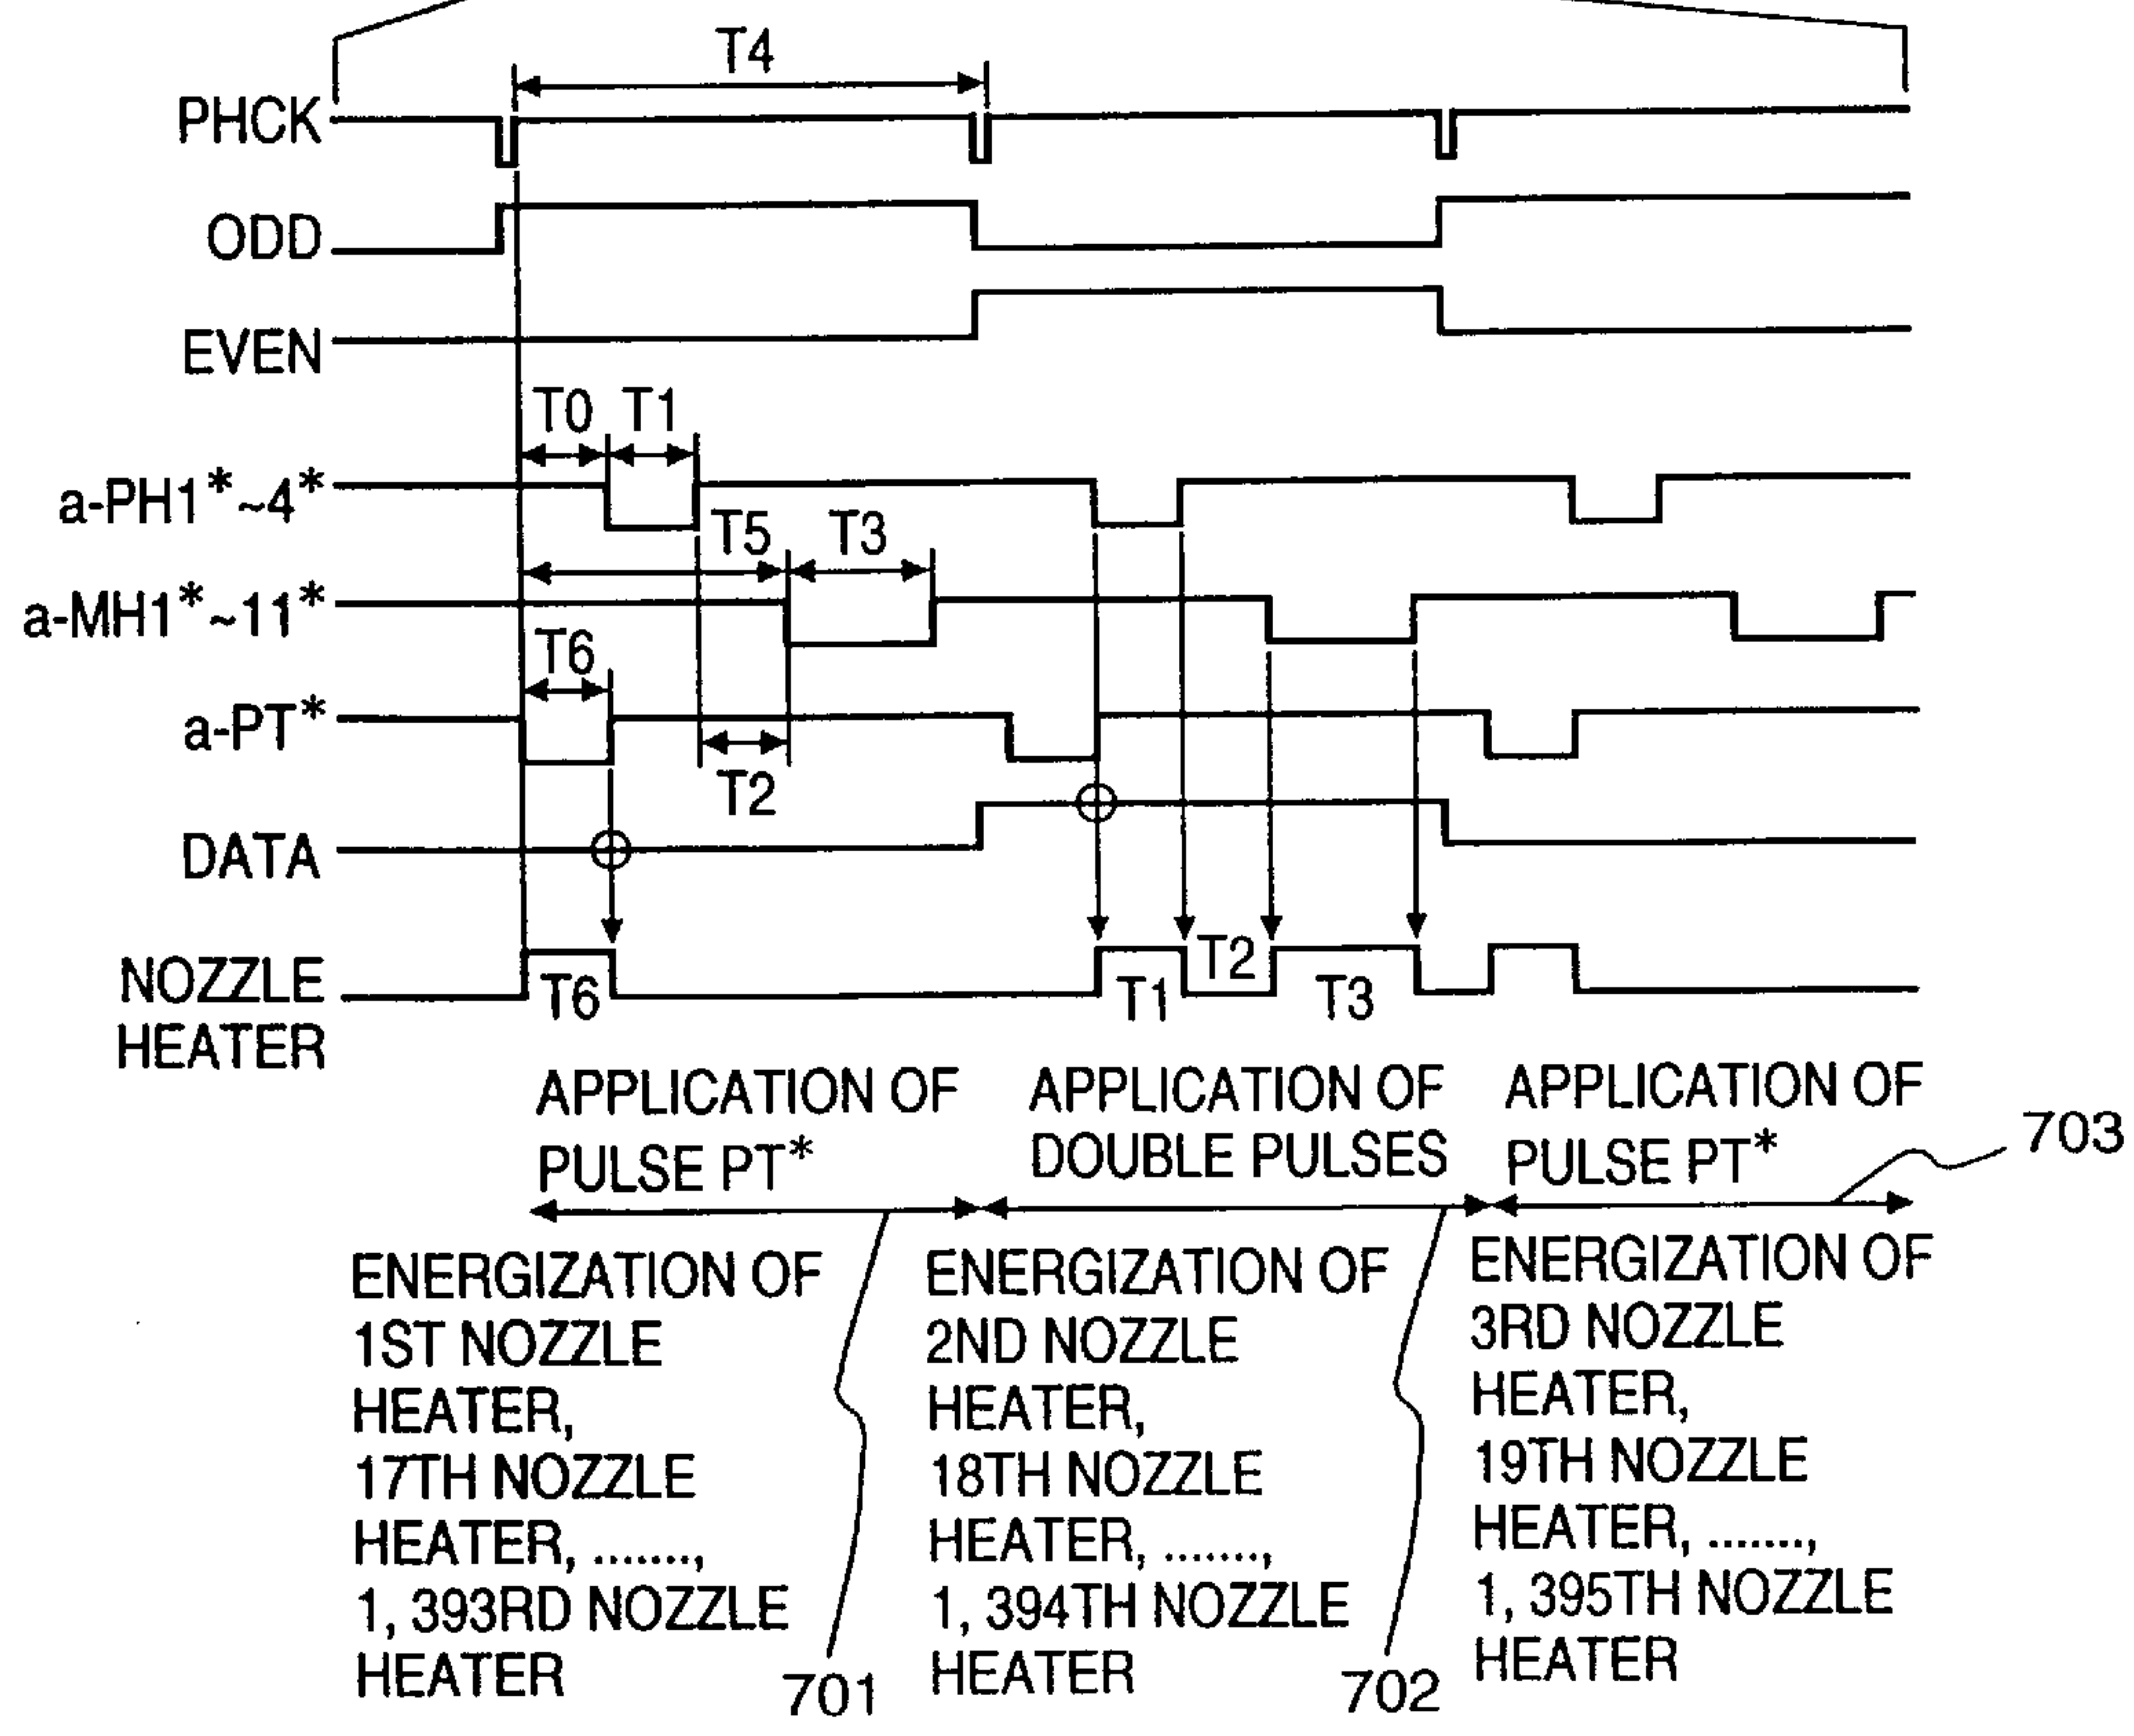 T4
PHCK
ODD
EVEN
T0 T1
a-PH1*~4*
T5 T3
a-MH1*~11*
T6
a-PT*
T2
DATA
NOZZLE
HEATER
T6 T1 T2 T3
APPLICATION OF
PULSE PT*
APPLICATION OF
DOUBLE PULSES
APPLICATION OF
PULSE PT*
703
ENERGIZATION OF
1ST NOZZLE
HEATER,
17TH NOZZLE
HEATER, .......,
1, 393RD NOZZLE
HEATER
701
ENERGIZATION OF
2ND NOZZLE
HEATER,
18TH NOZZLE
HEATER, .......,
1, 394TH NOZZLE
HEATER
702
ENERGIZATION OF
3RD NOZZLE
HEATER,
19TH NOZZLE
HEATER, .......,
1, 395TH NOZZLE
HEATER